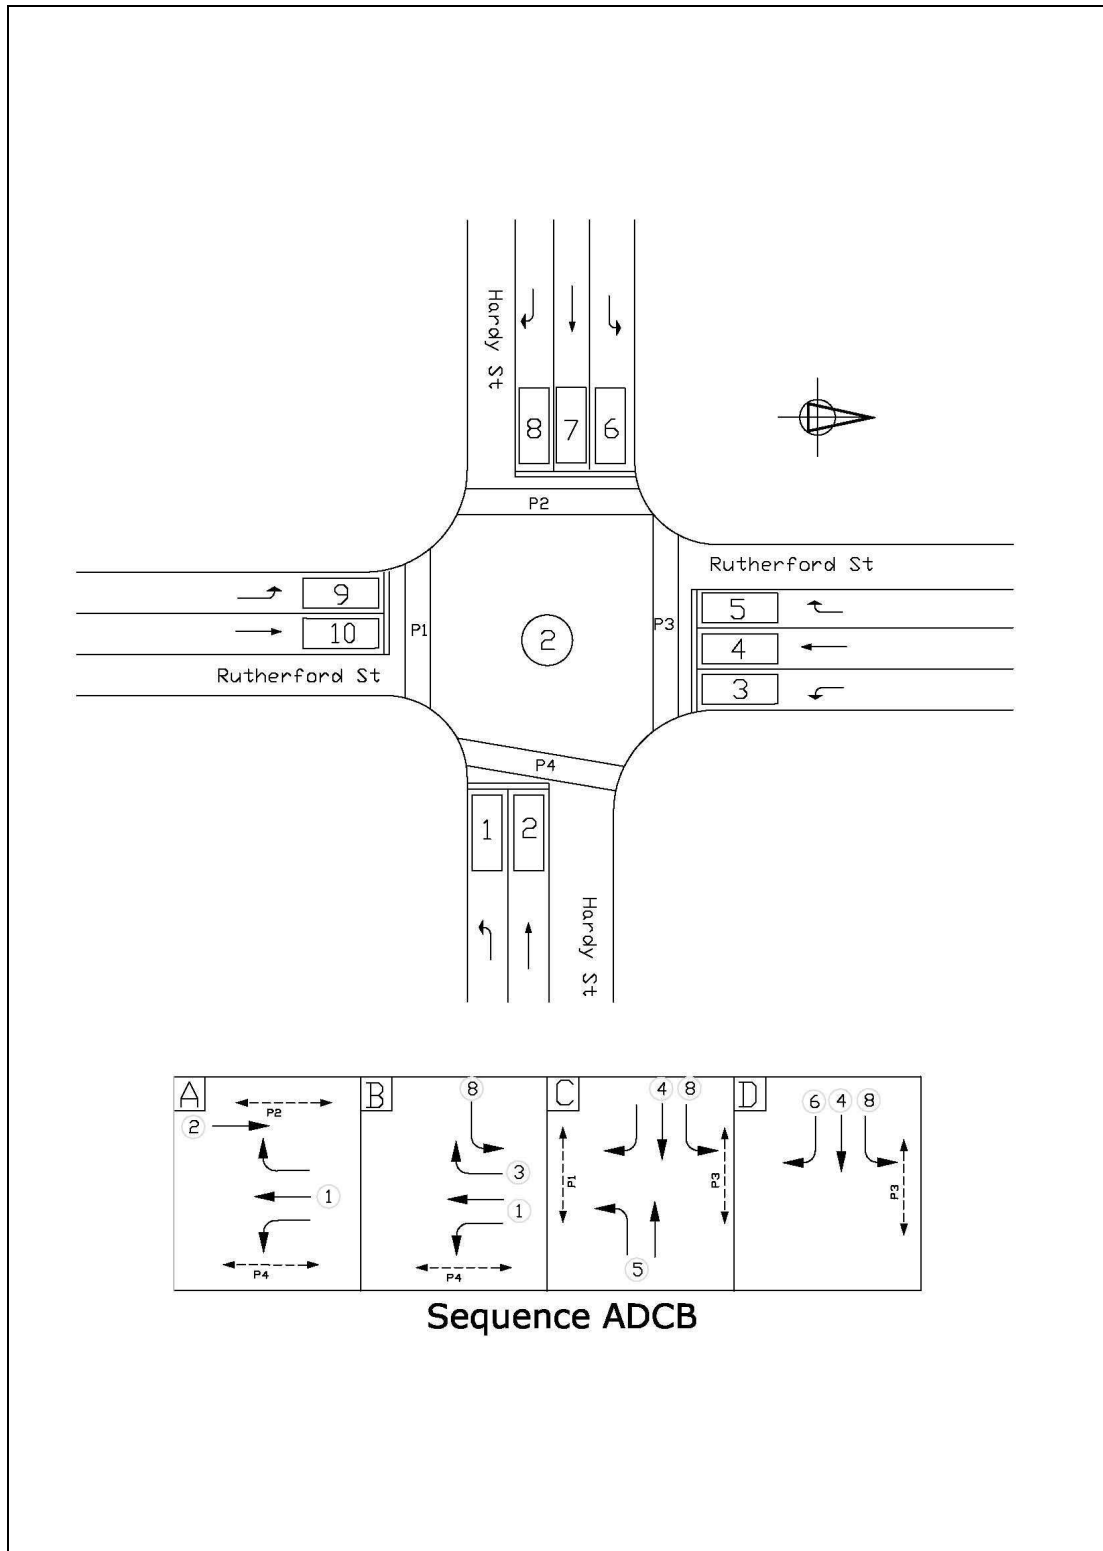 Hardy St
8 7 6
P2
Rutherford St
9
10
P1
2
P3
5
4
3
Rutherford St
P4
1 2
Hardy St
A
P2
2
1
P4
B
8
3
1
P4
C
4 8
P1
P3
5
D
6 4 8
P3
Sequence ADCB